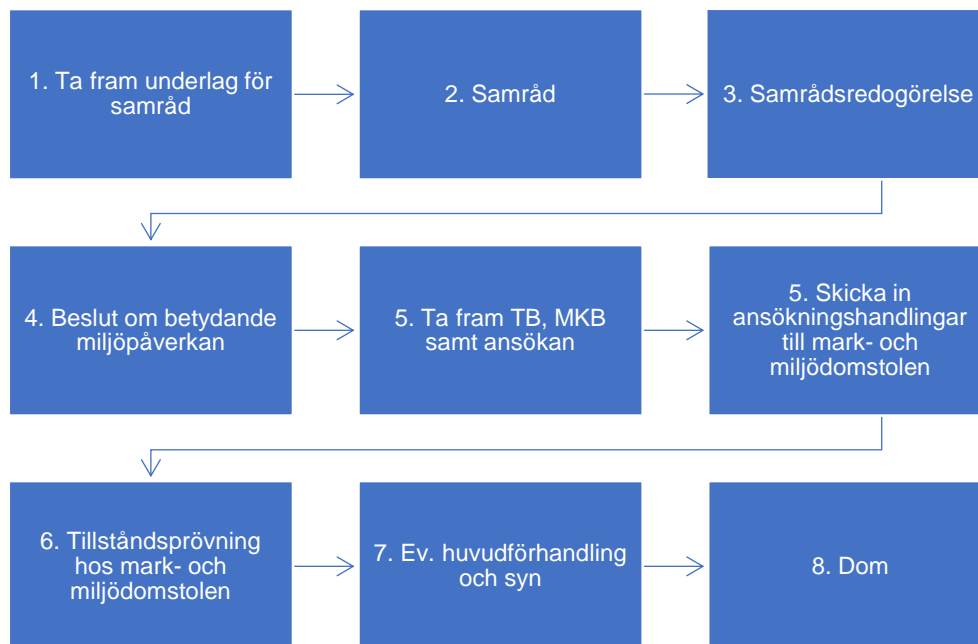 1. Ta fram underlag för
samråd
2. Samråd
3. Samrådsredogörelse
4. Beslut om betydande
miljöpåverkan
5. Ta fram TB, MKB
samt ansökan
5. Skicka in
ansökningshandlingar
till mark- och
miljödomstolen
6. Tillståndsprövning
hos mark- och
miljödomstolen
7. Ev. huvudförhandling
och syn
8. Dom